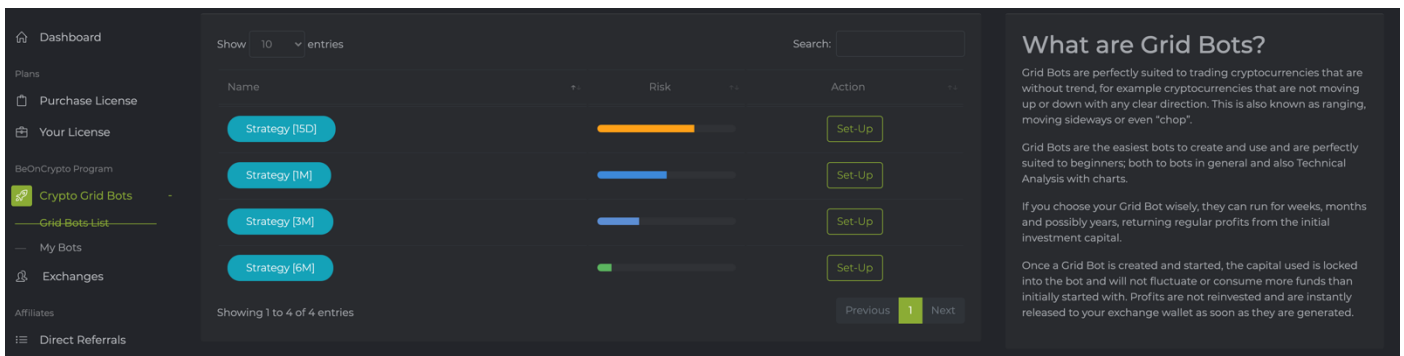 Dashboard
Plans
Purchase License
Your License
BeOnCrypto Program
Crypto Grid Bots
Grid Bots List
My Bots
Exchanges
Affiliates
Direct Referrals
Show 10 entries
Search:
Name Risk Action
Strategy [15D] Set-Up
Strategy [1M] Set-Up
Strategy [3M] Set-Up
Strategy [6M] Set-Up
Showing 1 to 4 of 4 entries
Previous 1 Next
What are Grid Bots?
Grid Bots are perfectly suited to trading cryptocurrencies that are
without trend, for example cryptocurrencies that are not moving
up or down with any clear direction. This is also known as ranging,
moving sideways or even “chop”.
Grid Bots are the easiest bots to create and use and are perfectly
suited to beginners; both to bots in general and also Technical
Analysis with charts.
If you choose your Grid Bot wisely, they can run for weeks, months
and possibly years, returning regular profits from the initial
investment capital.
Once a Grid Bot is created and started, the capital used is locked
into the bot and will not fluctuate or consume more funds than
initially started with. Profits are not reinvested and are instantly
released to your exchange wallet as soon as they are generated.